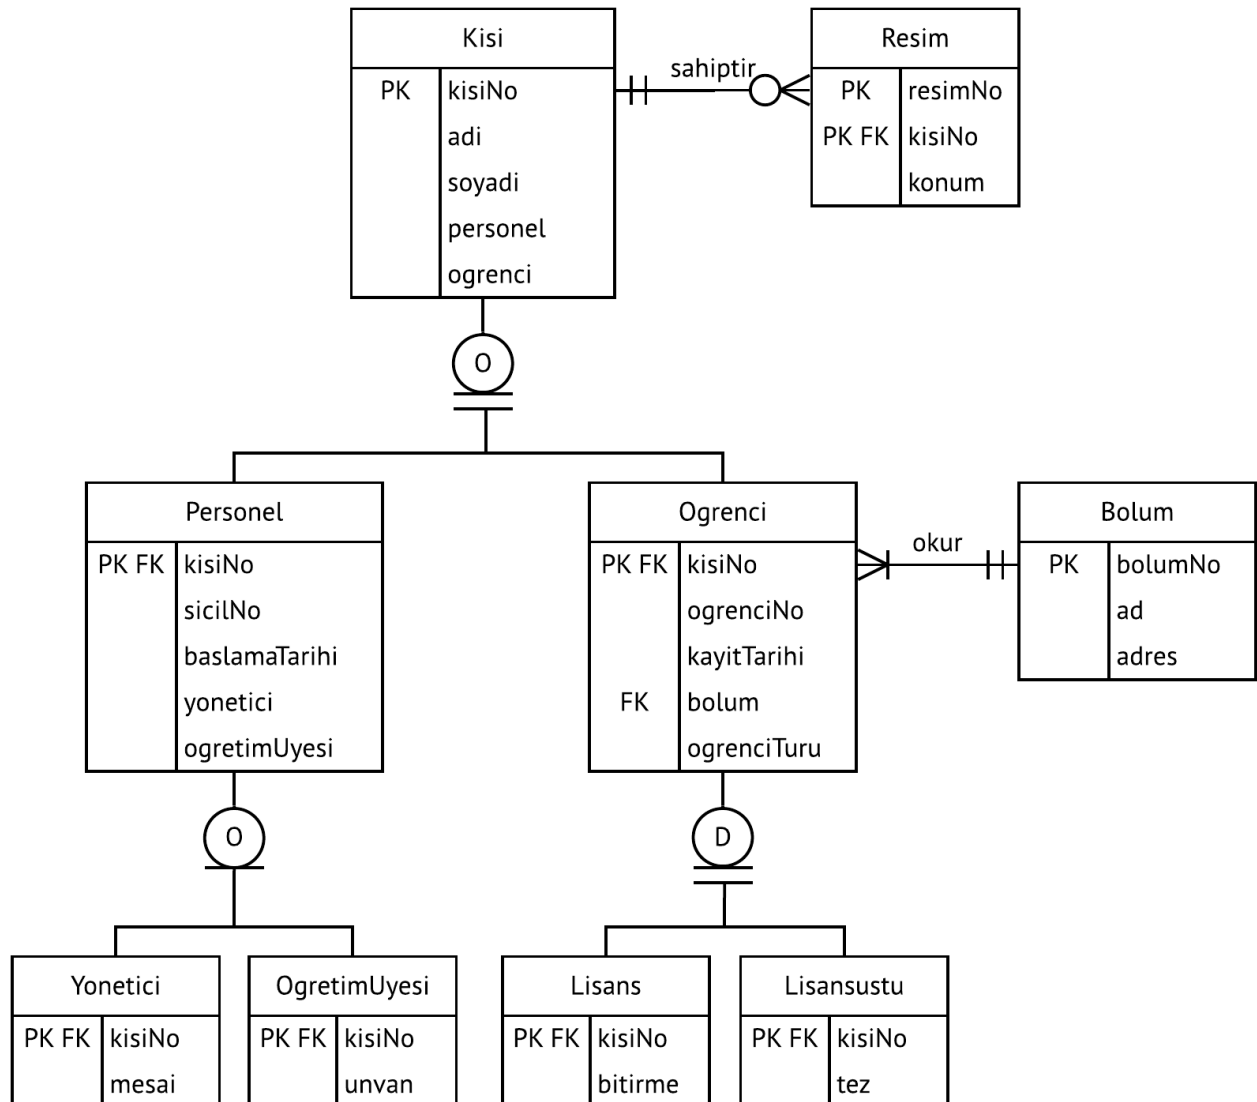 Kisi
PK kisiNo
adi
soyadi
personel
ogrenci
sahiptir
Resim
PK resimNo
PK FK kisiNo
konum
O
Personel
PK FK kisiNo
sicilNo
baslamaTarihi
yonetici
ogretimUyesi
Ogrenci
PK FK kisiNo
ogrenciNo
kayitTarihi
FK bolum
ogrenciTuru
okur
Bolum
PK bolumNo
ad
adres
O
D
Yonetici
PK FK kisiNo
mesai
OgretimUyesi
PK FK kisiNo
unvan
Lisans
PK FK kisiNo
bitirme
Lisansustu
PK FK kisiNo
tez